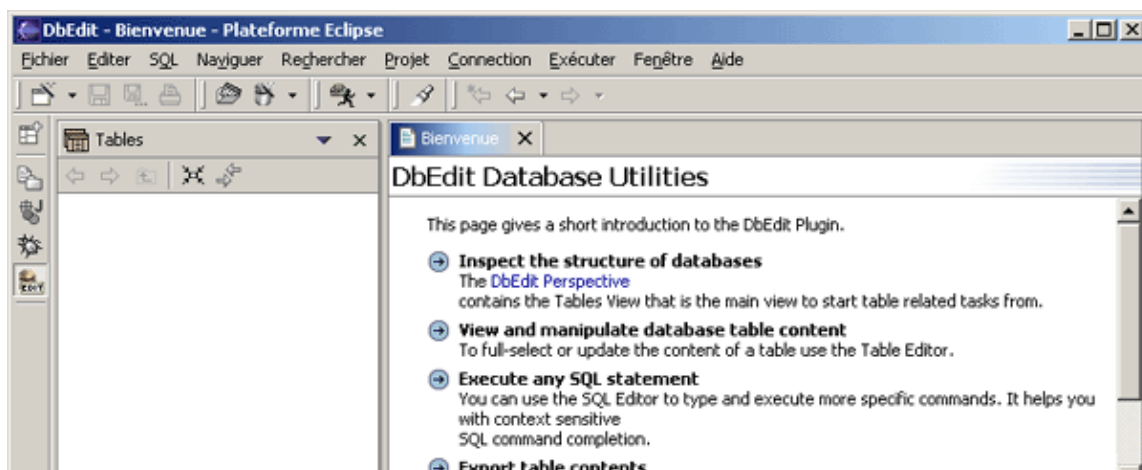 DbEdit - Bienvenue - Plateforme Eclipse
Fichier Editer SQL Naviguer Rechercher Projet Connection Exécuter Fenêtre Aide
Tables
Bienvenue
DbEdit Database Utilities
This page gives a short introduction to the DbEdit Plugin.
Inspect the structure of databases
The DbEdit Perspective
contains the Tables View that is the main view to start table related tasks from.
View and manipulate database table content
To full-select or update the content of a table use the Table Editor.
Execute any SQL statement
You can use the SQL Editor to type and execute more specific commands. It helps you
with context sensitive
SQL command completion.
Export table contents
EDIT